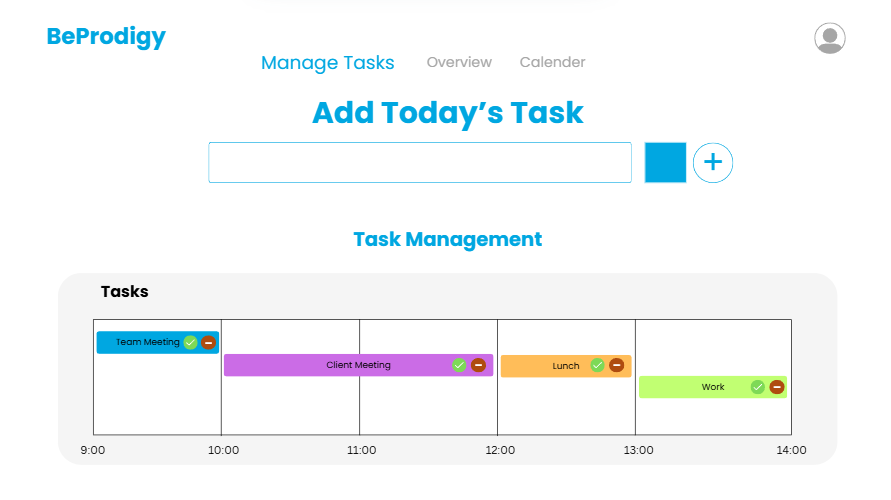 BeProdigy
Manage Tasks Overview Calender
Add Today’s Task
+
Task Management
Tasks
Team Meeting
Client Meeting
Lunch
Work
9:00 10:00 11:00 12:00 13:00 14:00